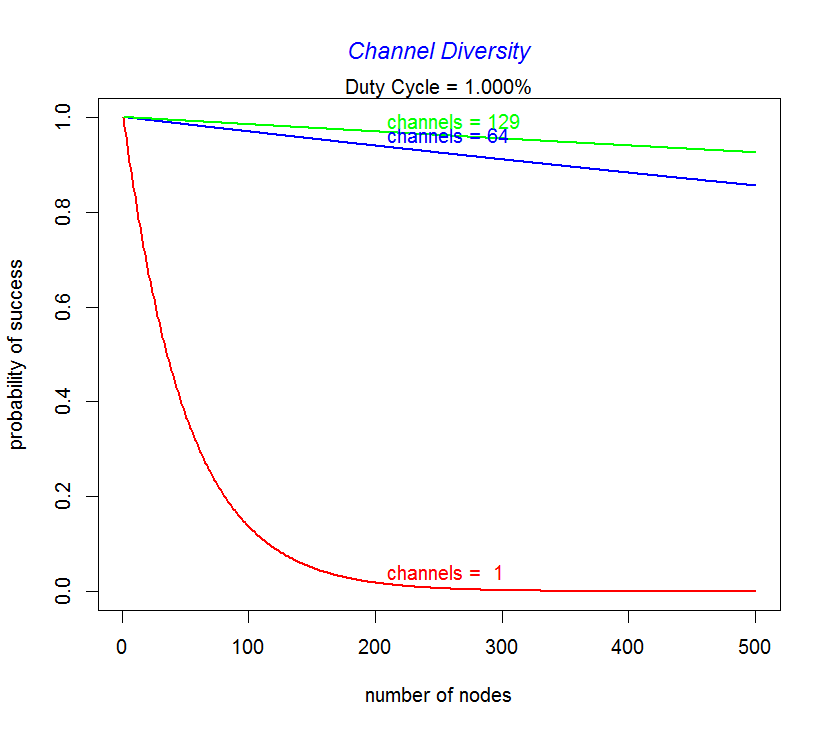 Channel Diversity
Duty Cycle = 1.000%
channels = 129
channels = 64
channels = 1
probability of success
1.0
0.8
0.6
0.4
0.2
0.0
0 100 200 300 400 500
number of nodes